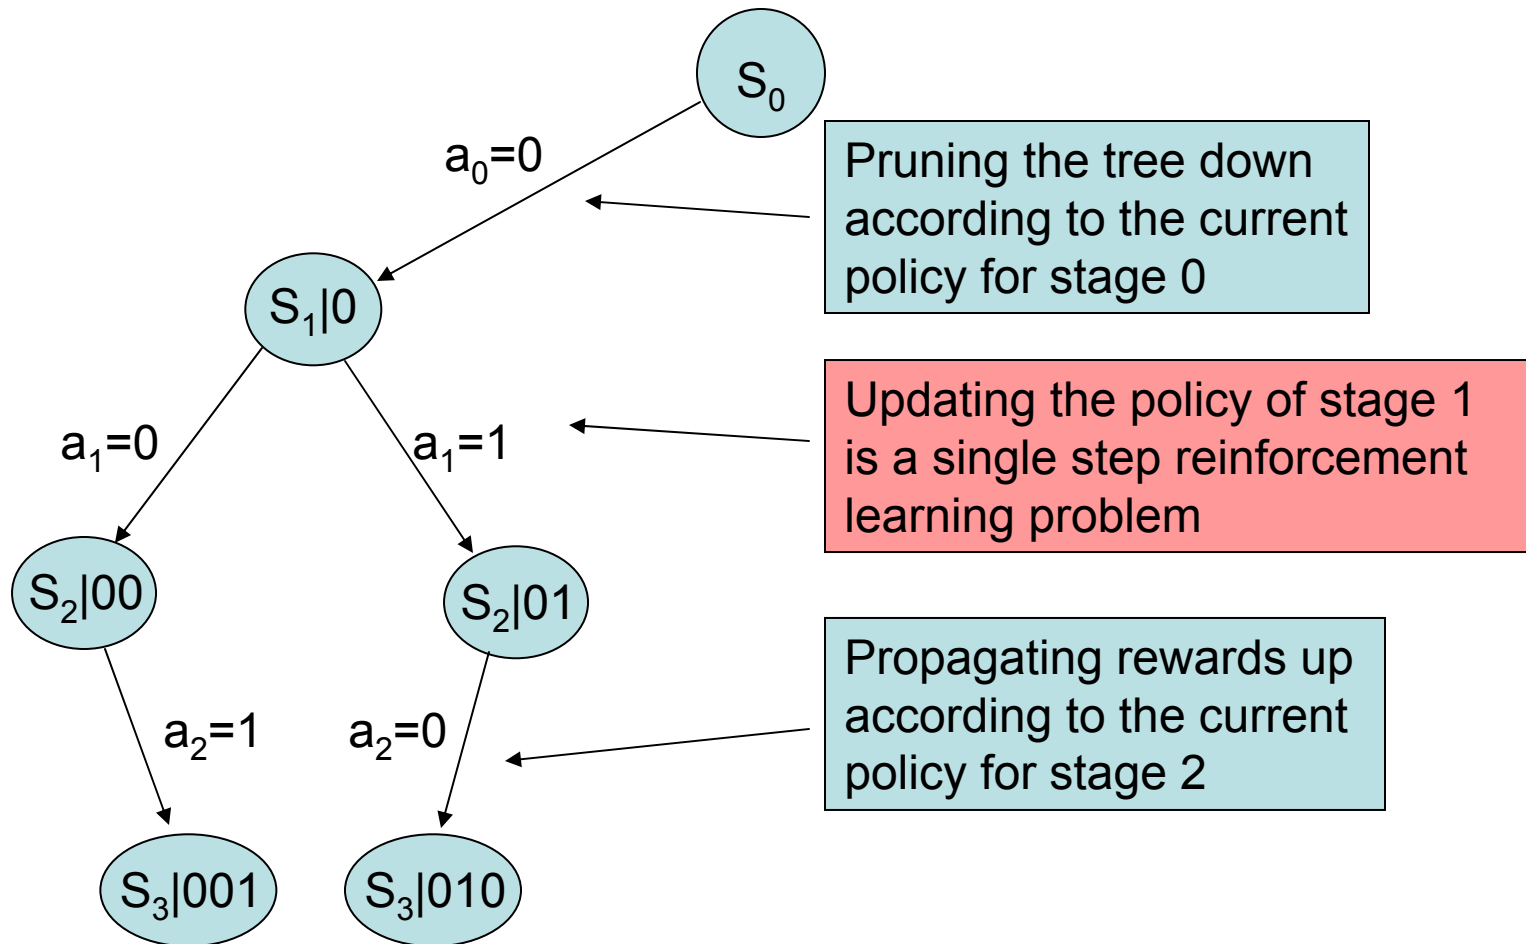 S₀
a₀=0
Pruning the tree down
according to the current
policy for stage 0
S₁|0
Updating the policy of stage 1
is a single step reinforcement
learning problem
a₁=0
a₁=1
S₂|00
S₂|01
Propagating rewards up
according to the current
policy for stage 2
a₂=1
a₂=0
S₃|001
S₃|010